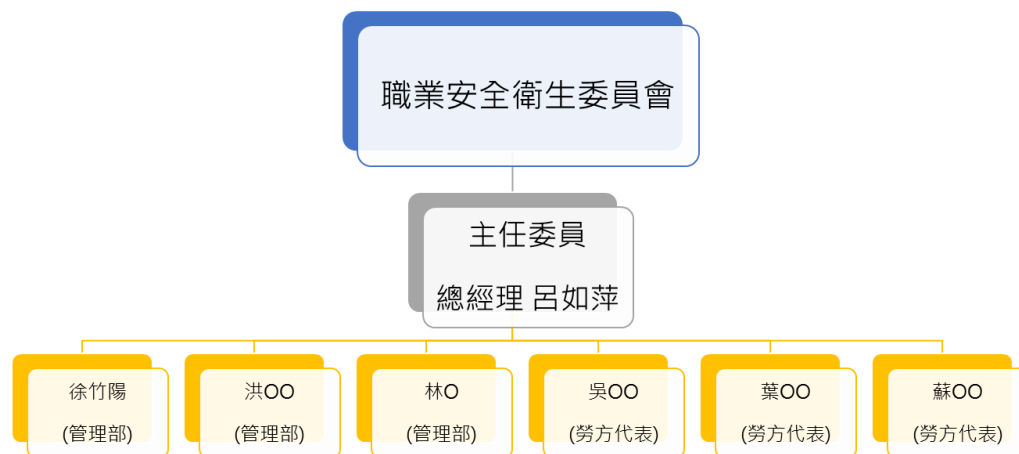 職業安全衛生委員會
主任委員
總經理 呂如萍
徐竹陽
(管理部)
洪OO
(管理部)
林O
(管理部)
吳OO
(勞方代表)
葉OO
(勞方代表)
蘇OO
(勞方代表)